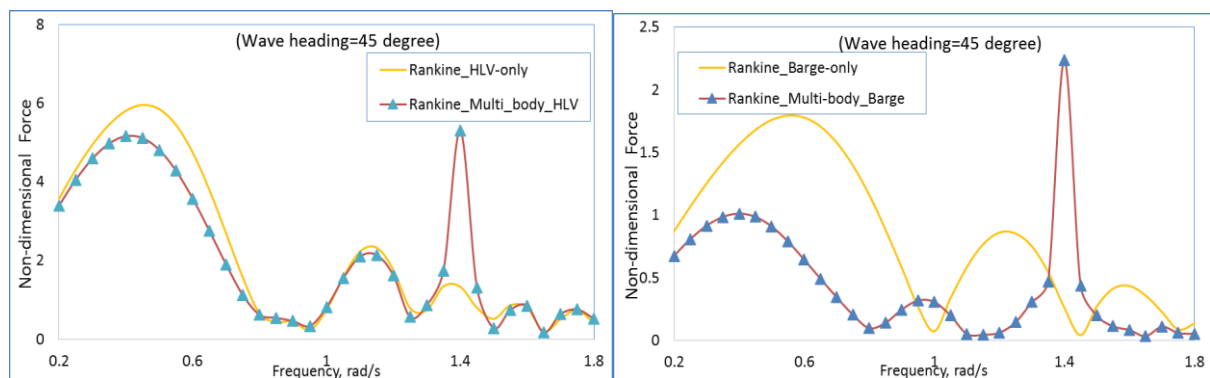 8
6
4
2
0
Non-dimensional Force
(Wave heading=45 degree)
Rankine_HLV-only
Rankine_Multi_body_HLV
0.2 0.6 1 1.4 1.8
Frequency, rad/s
2.5
2
1.5
1
0.5
0
Non-dimensional Force
(Wave heading=45 degree)
Rankine_Barge-only
Rankine_Multi-body_Barge
0.2 0.6 1 1.4 1.8
Frequency, rad/s